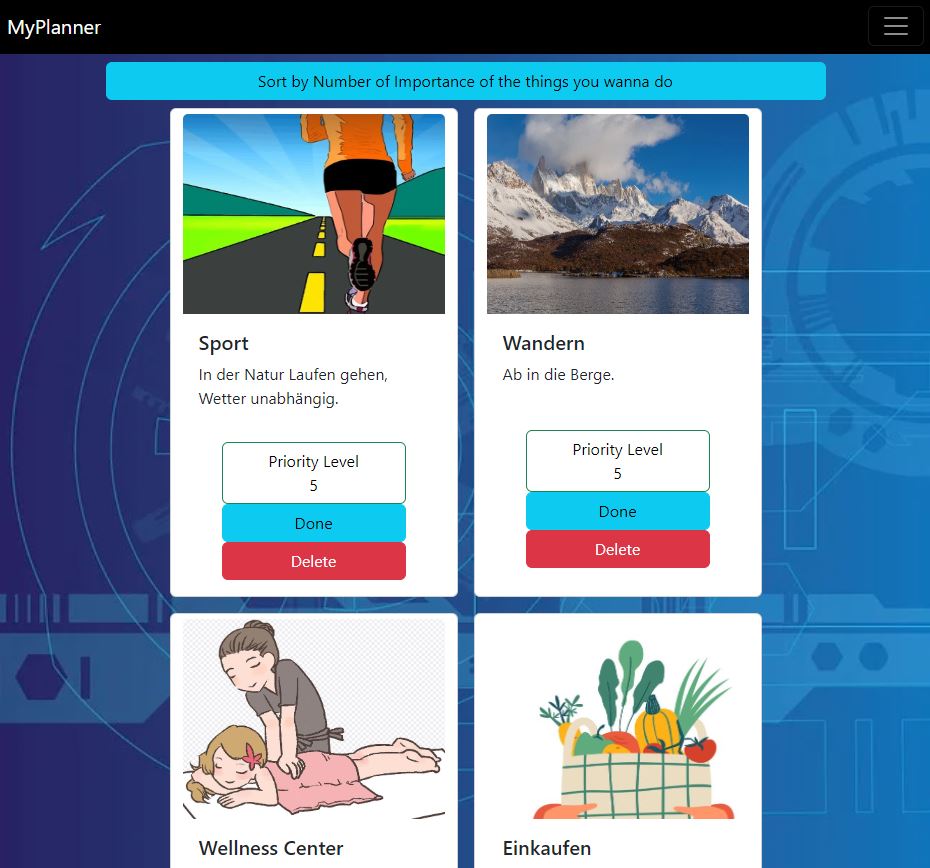 MyPlanner
Sort by Number of Importance of the things you wanna do
Sport
In der Natur Laufen gehen,
Wetter unabhängig.
Priority Level
5
Done
Delete
Wandern
Ab in die Berge.
Priority Level
5
Done
Delete
Wellness Center
Einkaufen